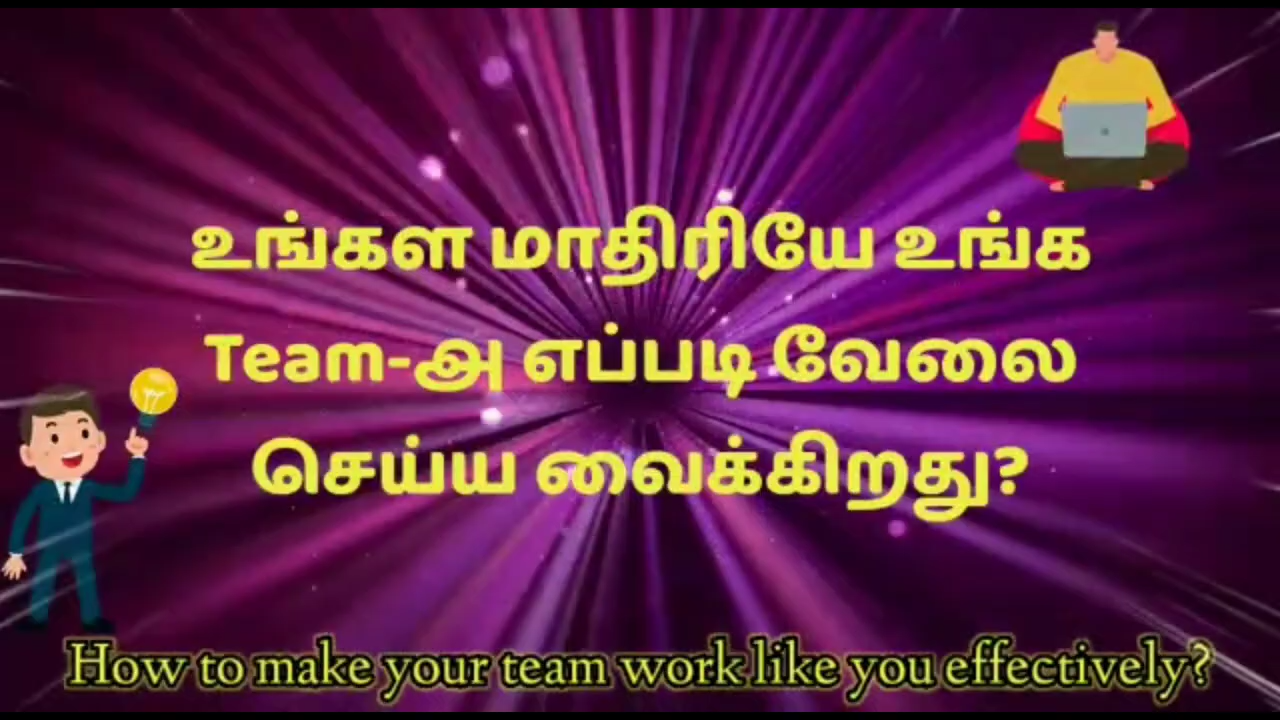 உங்கள மாதிரியே உங்க
Team-அ எப்படி வேலை
செய்ய வைக்கிறது?
How to make your team work like you effectively?